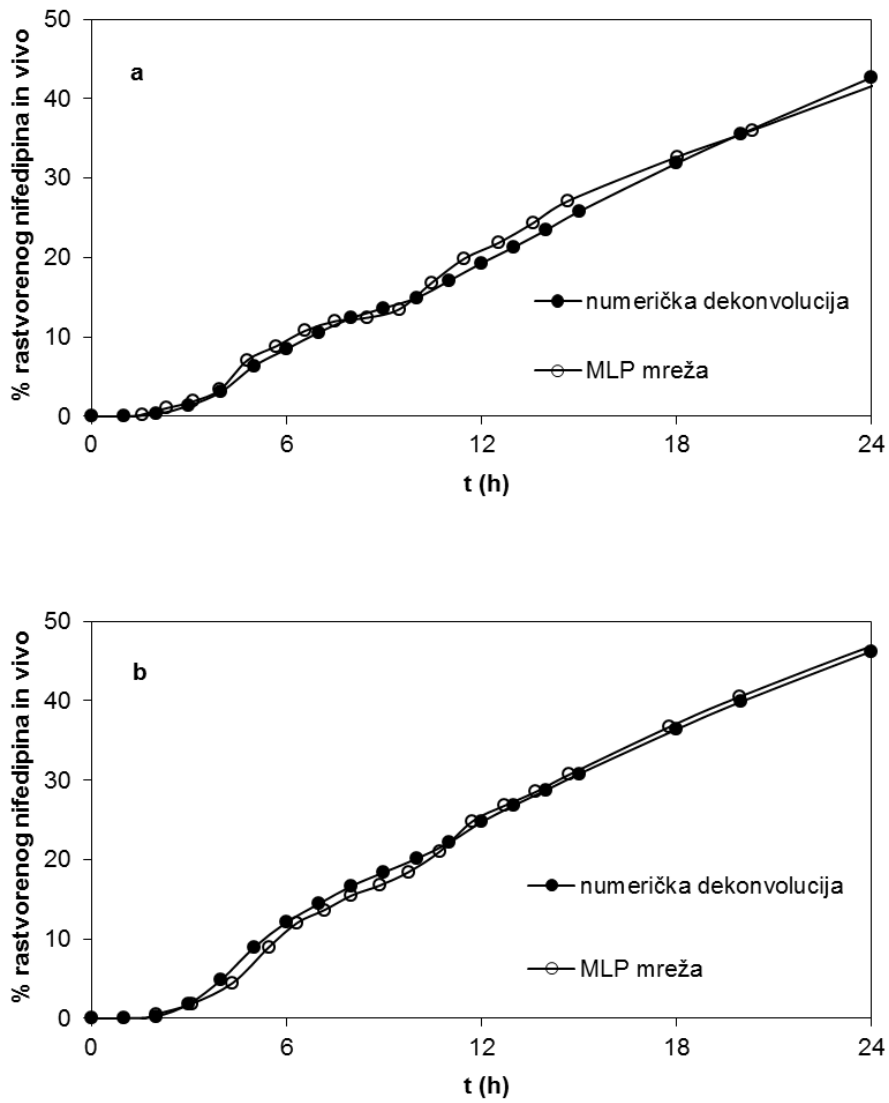 % rastvorenog nifedipina in vivo
50
40
30
20
10
0
a
numerička dekonvolucija
MLP mreža
0 6 12 18 24
t (h)
% rastvorenog nifedipina in vivo
50
40
30
20
10
0
b
numerička dekonvolucija
MLP mreža
0 6 12 18 24
t (h)